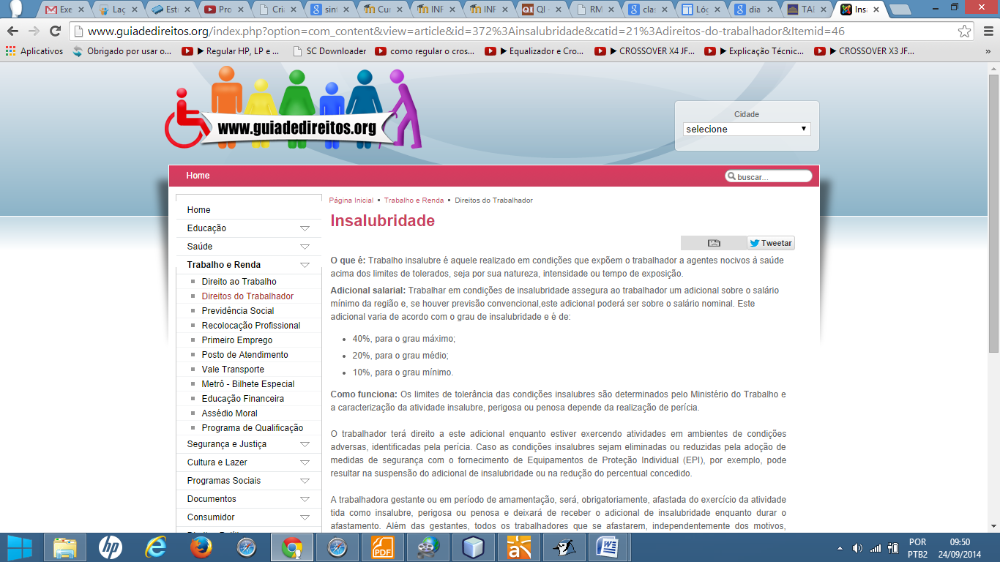 Exe
Laç
Est
Pro
Cria
sint
Cur
INF
INF
QI -
RM
clas
Lóg
dia
TAE
Ins
www.guiadedireitos.org/index.php?option=com_content&view=article&id=372%3Ainsalubridade&catid=21%3Adireitos-do-trabalhador&Itemid=46
Aplicativos
Obrigado por usar o...
▶ Regular HP, LP e ...
SC Downloader
como regular o cros...
▶ Equalizador e Cro...
▶ CROSSOVER X4 JF...
▶ Explicação Técnic...
▶ CROSSOVER X3 JF...
»
www.guiadedireitos.org
Cidade
selecione
Home
buscar...
Home
Educação
Saúde
Trabalho e Renda
Direito ao Trabalho
Direitos do Trabalhador
Previdência Social
Recolocação Profissional
Primeiro Emprego
Posto de Atendimento
Vale Transporte
Metrô - Bilhete Especial
Educação Financeira
Assédio Moral
Programa de Qualificação
Segurança e Justiça
Cultura e Lazer
Programas Sociais
Documentos
Consumidor
Página Inicial ▪ Trabalho e Renda ▪ Direitos do Trabalhador
Insalubridade
Tweetar
O que é: Trabalho insalubre é aquele realizado em condições que expõem o trabalhador a agentes nocivos à saúde
acima dos limites de tolerados, seja por sua natureza, intensidade ou tempo de exposição.
Adicional salarial: Trabalhar em condições de insalubridade assegura ao trabalhador um adicional sobre o salário
mínimo da região e, se houver previsão convencional,este adicional poderá ser sobre o salário nominal. Este
adicional varia de acordo com o grau de insalubridade e é de:
• 40%, para o grau máximo;
• 20%, para o grau médio;
• 10%, para o grau mínimo.
Como funciona: Os limites de tolerância das condições insalubres são determinados pelo Ministério do Trabalho e
a caracterização da atividade insalubre, perigosa ou penosa depende da realização de perícia.
O trabalhador terá direito a este adicional enquanto estiver exercendo atividades em ambientes de condições
adversas, identificadas pela perícia. Caso as condições insalubres sejam eliminadas ou reduzidas pela adoção de
medidas de segurança com o fornecimento de Equipamentos de Proteção Individual (EPI), por exemplo, pode
resultar na suspensão do adicional de insalubridade ou na redução do percentual concedido.
A trabalhadora gestante ou em período de amamentação, será, obrigatoriamente, afastada do exercício da atividade
tida como insalubre, perigosa ou penosa e deixará de receber o adicional de insalubridade enquanto durar o
afastamento. Além das gestantes, todos os trabalhadores que se afastarem, independentemente dos motivos,
hp
PDF
POR
PTB2
09:50
24/09/2014